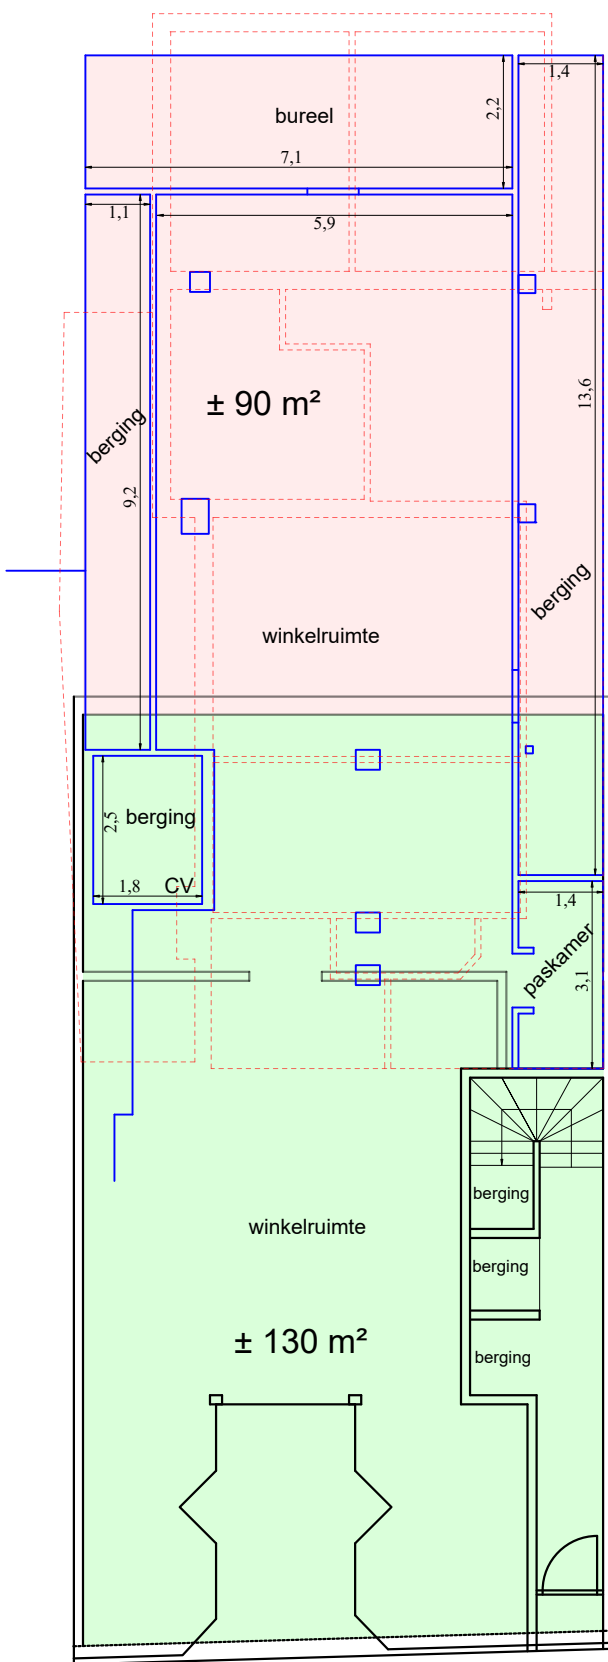 1,4
2,2
bureel
7,1
1,1
5,9
± 90 m²
13,6
berging
9,2
berging
winkelruimte
2,5
berging
1,8
CV
1,4
paskamer
3,1
berging
winkelruimte
berging
± 130 m²
berging